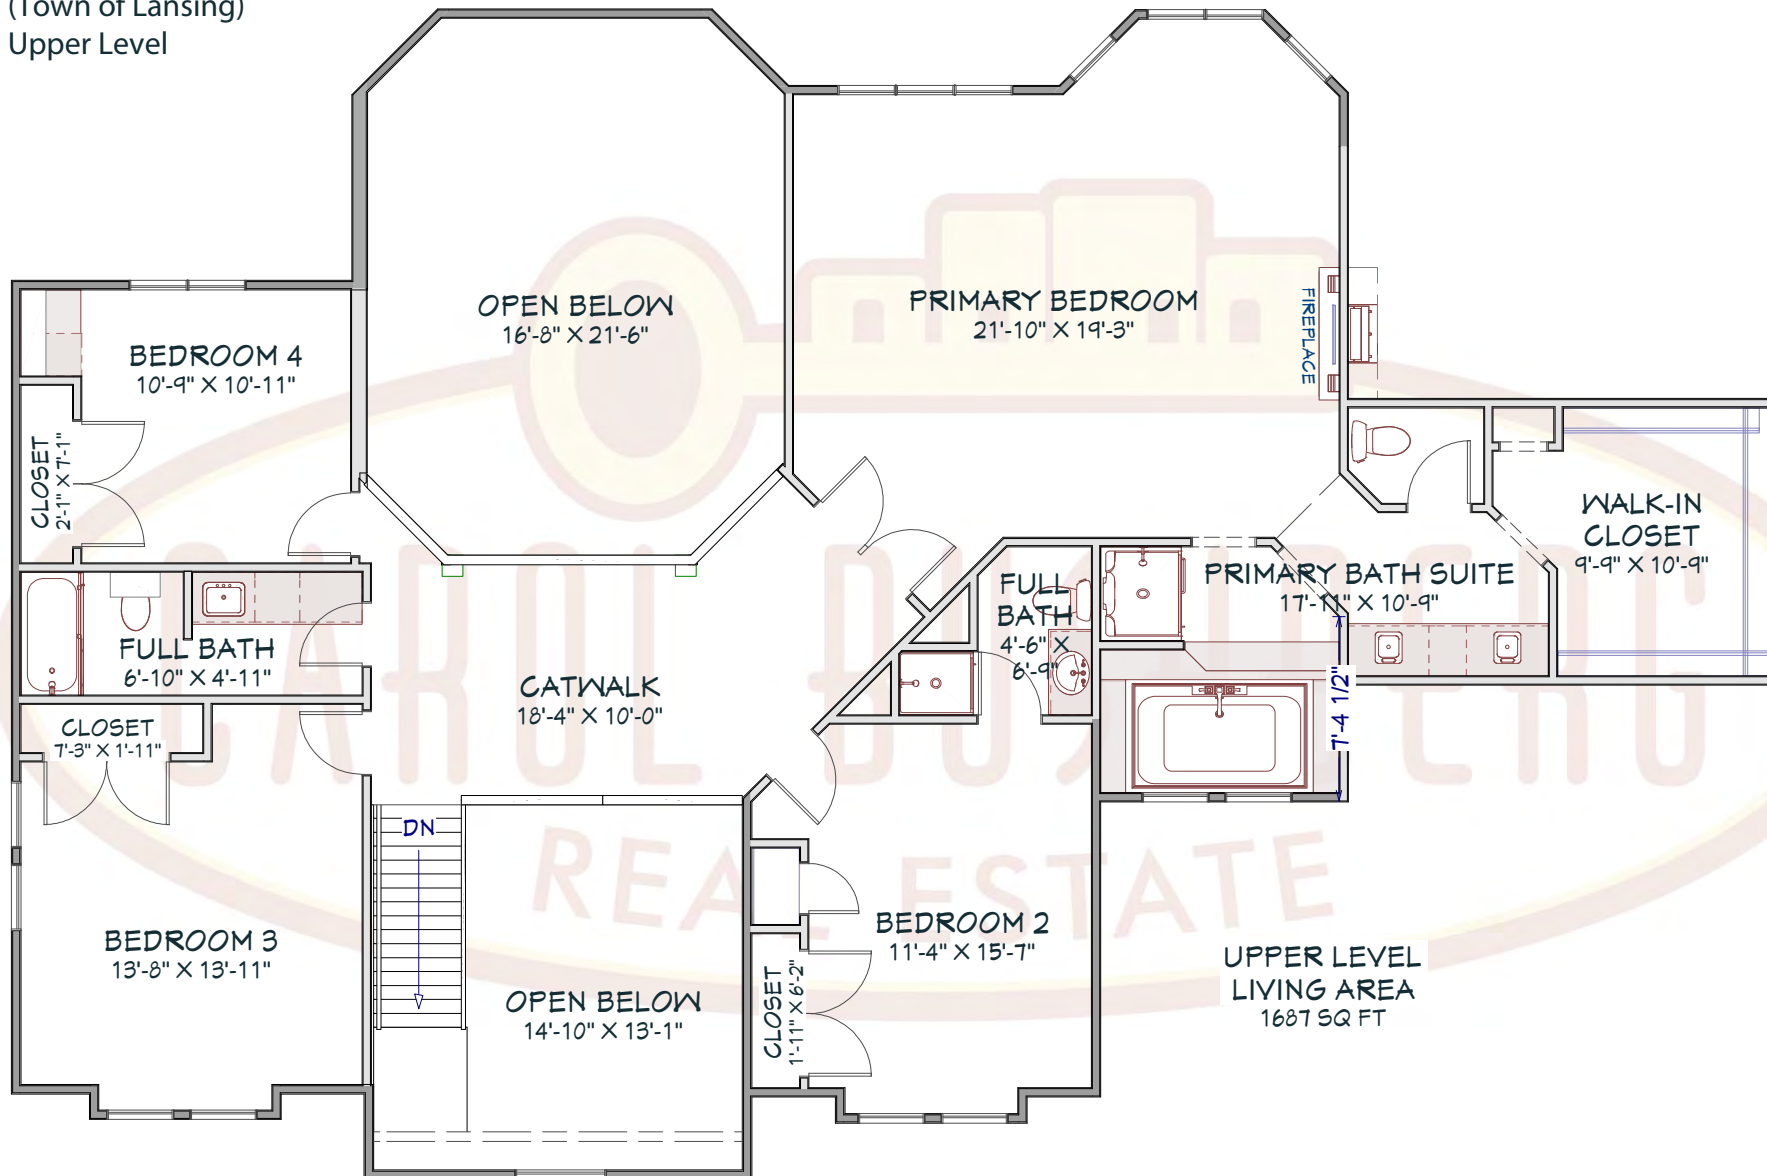 (Town of Lansing)
Upper Level
OPEN BELOW
16'-8" X 21'-6"
PRIMARY BEDROOM
21'-10" X 19'-3"
FIREPLACE
BEDROOM 4
10'-9" X 10'-11"
CLOSET
2'-1" X 7'-1"
WALK-IN
CLOSET
9'-9" X 10'-9"
PRIMARY BATH SUITE
17'-11" X 10'-9"
FULL
BATH
4'-6" X
6'-9"
FULL BATH
6'-10" X 4'-11"
CATWALK
18'-4" X 10'-0"
7'-4 1/2"
CLOSET
7'-3" X 1'-11"
DN
BEDROOM 3
13'-8" X 13'-11"
OPEN BELOW
14'-10" X 13'-1"
BEDROOM 2
11'-4" X 15'-7"
CLOSET
1'-11" X 6'-2"
UPPER LEVEL
LIVING AREA
1687 SQ FT
CAROL BUSHBERG
REAL ESTATE